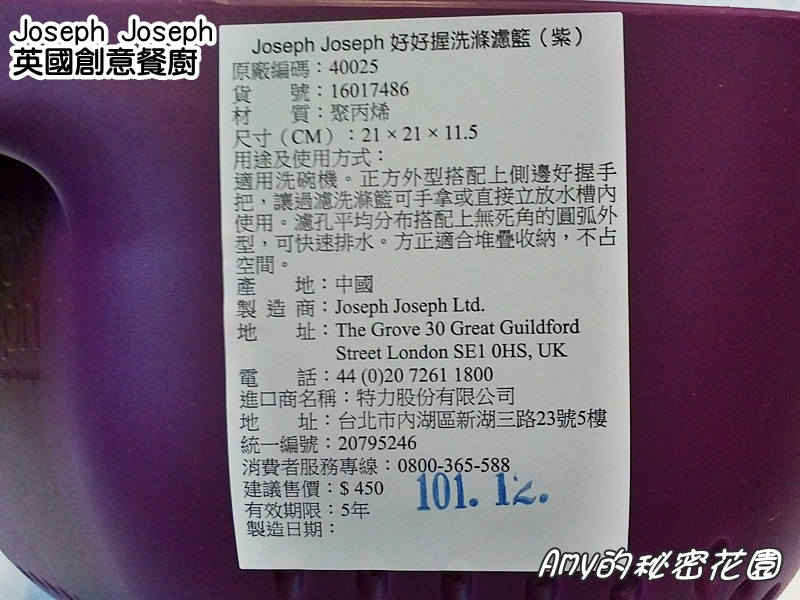 Joseph Joseph
英國創意餐廚
Joseph Joseph 好好握洗滌濾籃（紫）
原廠編碼：40025
貨號：16017486
材質：聚丙烯
尺寸（CM）：21 × 21 × 11.5
用途及使用方式：
適用洗碗機。正方外型搭配上側邊好握手
把，讓過濾洗滌籃可手拿或直接立放水槽內
使用。濾孔平均分布搭配上無死角的圓弧外
型，可快速排水。方正適合堆疊收納，不占
空間。
產地：中國
製造商：Joseph Joseph Ltd.
地址：The Grove 30 Great Guildford
Street London SE1 0HS, UK
電話：44 (0)20 7261 1800
進口商名稱：特力股份有限公司
地址：台北市內湖區新湖三路23號5樓
統一編號：20795246
消費者服務專線：0800-365-588
建議售價：$ 450
101. 12.
有效期限：5年
製造日期：
Amy的秘密花園